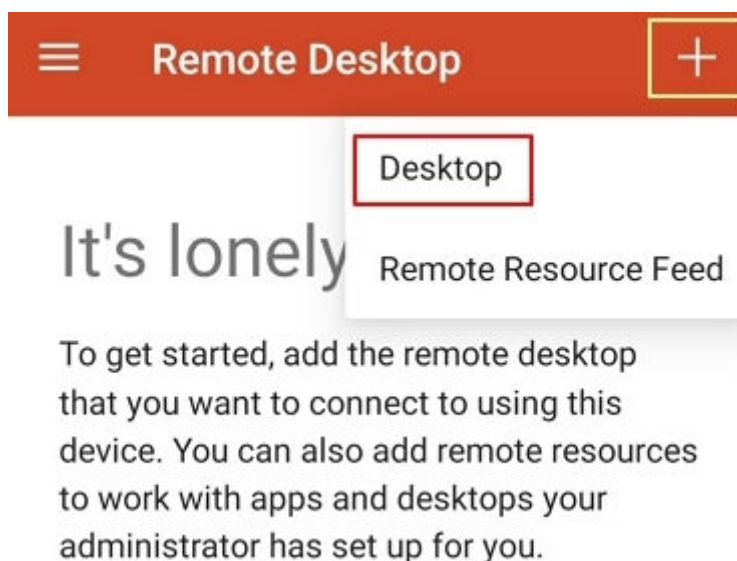 Remote Desktop
Desktop
It's lonely
Remote Resource Feed
To get started, add the remote desktop
that you want to connect to using this
device. You can also add remote resources
to work with apps and desktops your
administrator has set up for you.